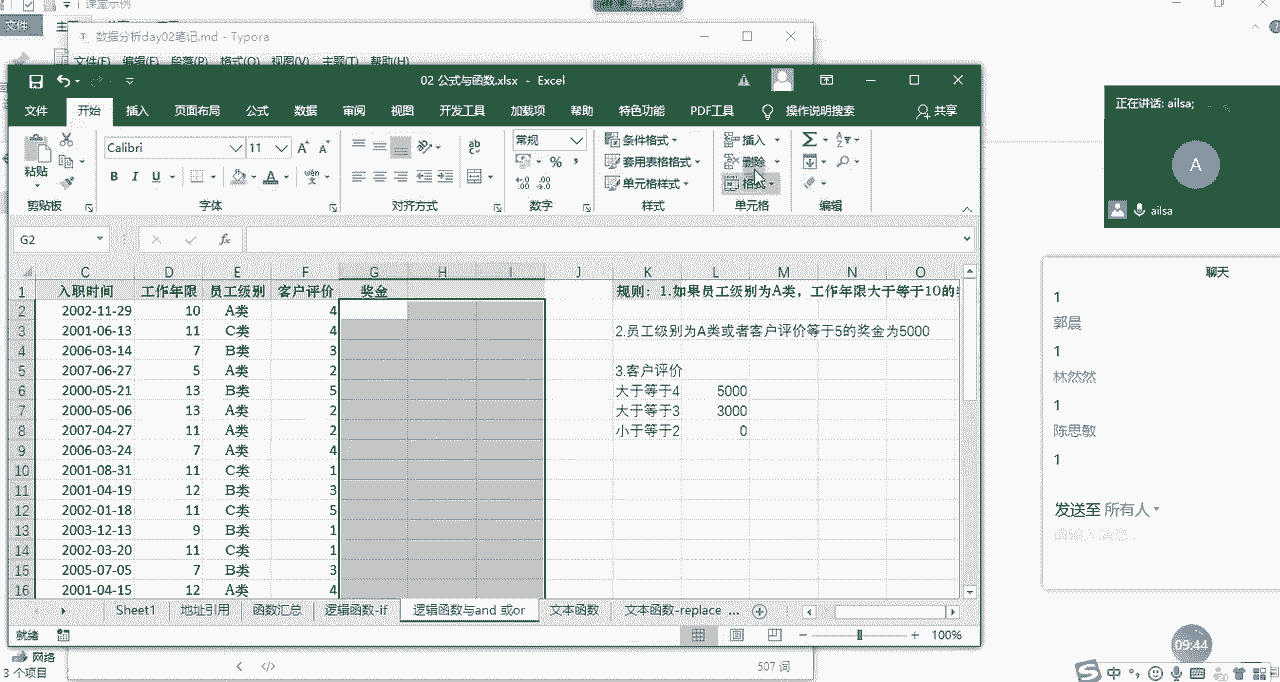 课堂示例
文件
数据分析day02笔记.md - Typora
文件(F) 编辑(E) 段落(P) 格式(O) 视图(V) 主题(T) 帮助(H)
02 公式与函数.xlsx - Excel
文件 开始 插入 页面布局 公式 数据 审阅 视图 开发工具 加载项 帮助 特色功能 PDF工具 操作说明搜索 共享
粘贴 Calibri 11 常规 条件格式 套用表格格式 单元格样式 插入 删除 格式
剪贴板 字体 对齐方式 数字 样式 单元格 编辑
G2
C D E F G H I J K L M N O
1 入职时间 工作年限 员工级别 客户评价 奖金 规则：1.如果员工级别为A类，工作年限大于等于10的
2 2002-11-29 10 A类 4
3 2001-06-13 11 C类 4 2.员工级别为A类或者客户评价等于5的奖金为5000
4 2006-03-14 7 B类 3
5 2007-06-27 5 A类 2 3.客户评价
6 2000-05-21 13 B类 5 大于等于4 5000
7 2000-05-06 13 A类 2 大于等于3 3000
8 2007-04-27 11 A类 2 小于等于2 0
9 2006-03-24 7 A类 4
10 2001-08-31 11 C类 1
11 2001-04-19 12 B类 3
12 2002-01-18 11 C类 5
13 2003-12-13 9 B类 1
14 2002-03-20 11 C类 1
15 2005-07-05 7 B类 3
16 2001-04-15 12 A类 4
Sheet1 地址引用 函数汇总 逻辑函数-if 逻辑函数与and 或or 文本函数 文本函数-replace ...
就绪 100%
网络
3 个项目
507 词
正在讲话: ailsa;
A
ailsa
聊天
1
郭晨
1
林然然
1
陈思敏
1
发送至 所有人
09:44
中